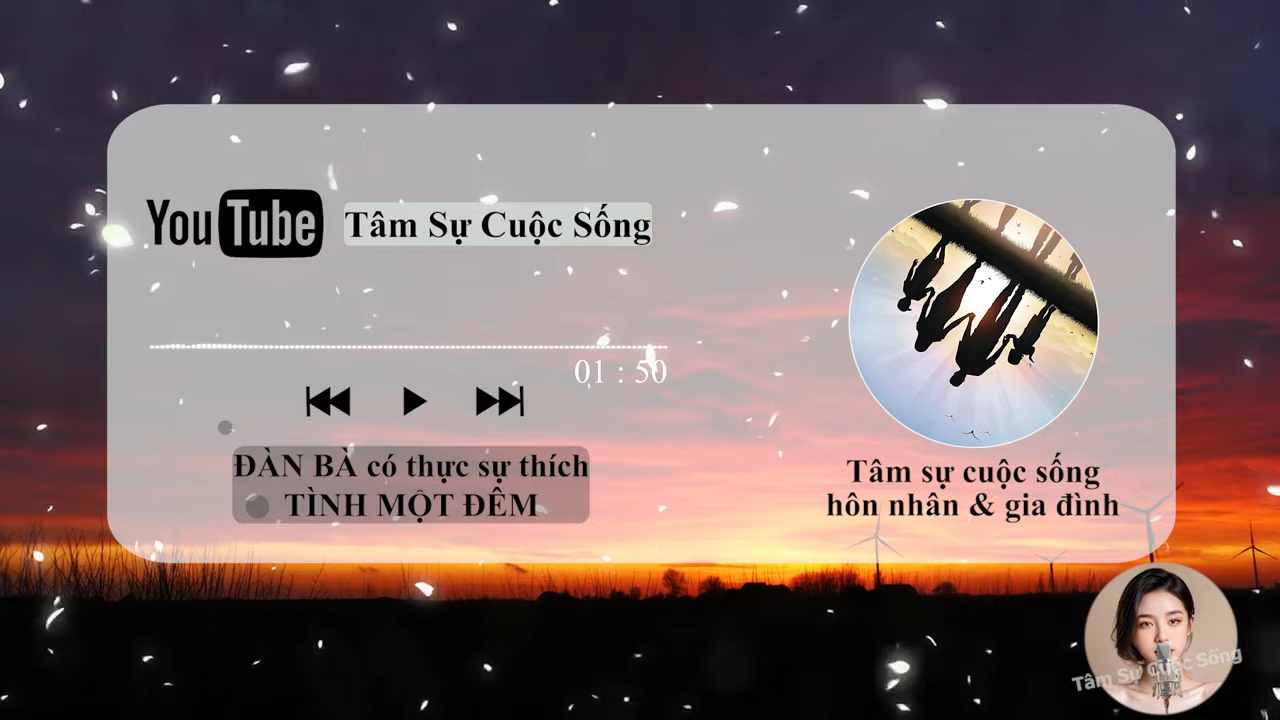 YouTube Tâm Sự Cuộc Sống
01 : 50
ĐÀN BÀ có thực sự thích
TÌNH MỘT ĐÊM
Tâm sự cuộc sống
hôn nhân & gia đình
Tâm Sự Cuộc Sống